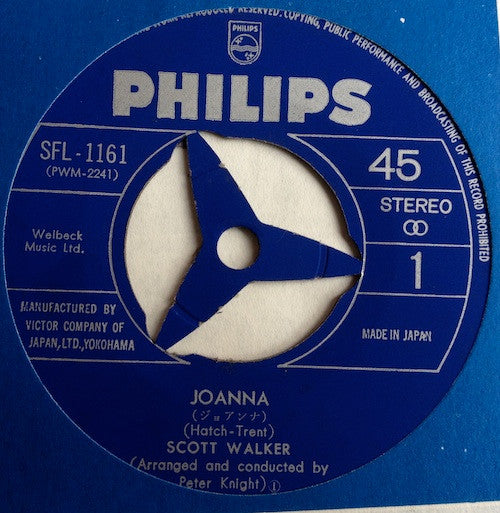 REPRODUCED RESERVED. COPYING, PUBLIC PERFORMANCE AND BROADCASTING OF THIS RECORD PROHIBITED
PHILIPS
PHILIPS
SFL-1161
(PWM-2241)
45
STEREO
Welbeck
Music Ltd.
1
MANUFACTURED BY
VICTOR COMPANY OF
JAPAN,LTD.,YOKOHAMA
MADE IN JAPAN
JOANNA
(ジョアンナ)
(Hatch-Trent)
SCOTT WALKER
(Arranged and conducted by
Peter Knight) ①